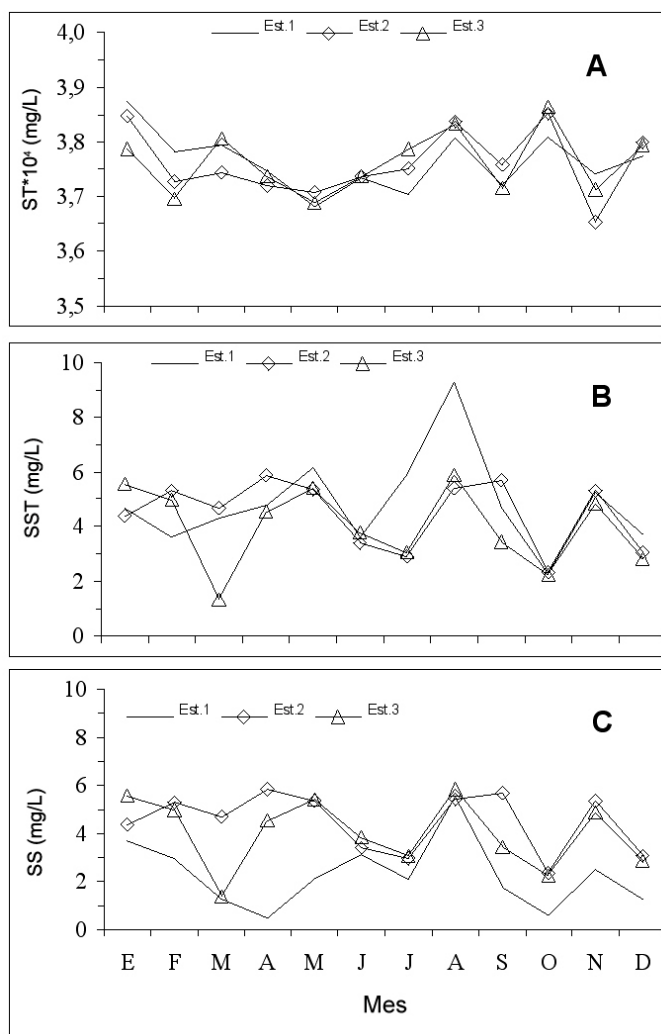 Est.1 Est.2 Est.3
A
ST*10⁴ (mg/L)
4,0
3,9
3,8
3,7
3,6
3,5
Est.1 Est.2 Est.3
B
SST (mg/L)
10
8
6
4
2
0
Est.1 Est.2 Est.3
C
SS (mg/L)
10
8
6
4
2
0
E F M A M J J A S O N D
Mes